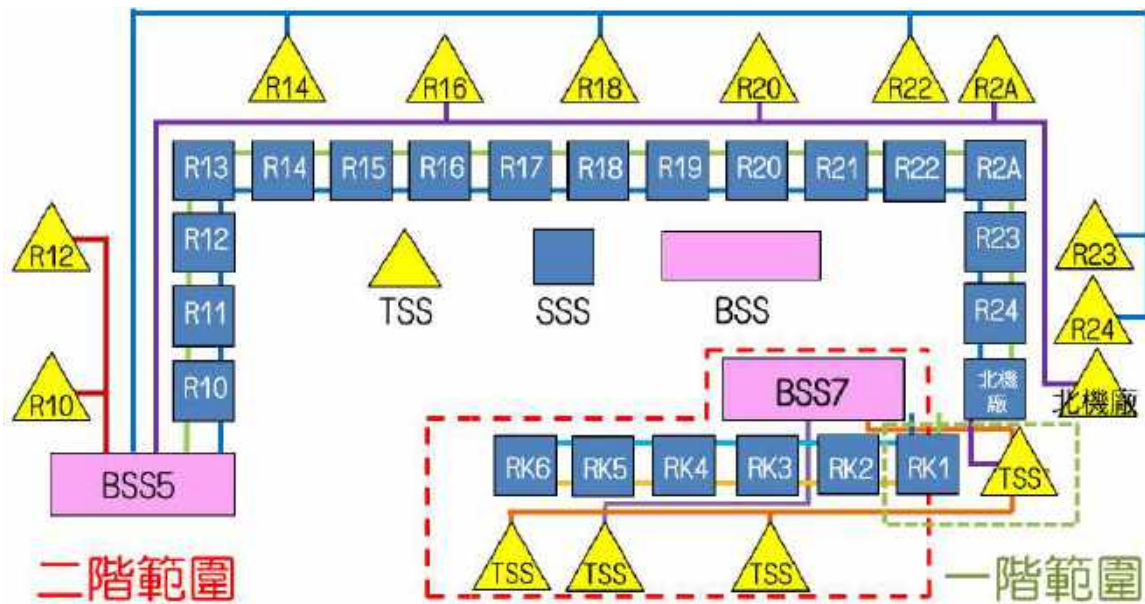 R14
R16
R18
R20
R22
R2A
R13
R14
R15
R16
R17
R18
R19
R20
R21
R22
R2A
R12
R12
R23
R23
TSS
SSS
BSS
R11
R24
R24
R10
R10
北機
廠
北機廠
BSS7
BSS5
RK6
RK5
RK4
RK3
RK2
RK1
TSS
TSS
TSS
TSS
二階範圍
一階範圍